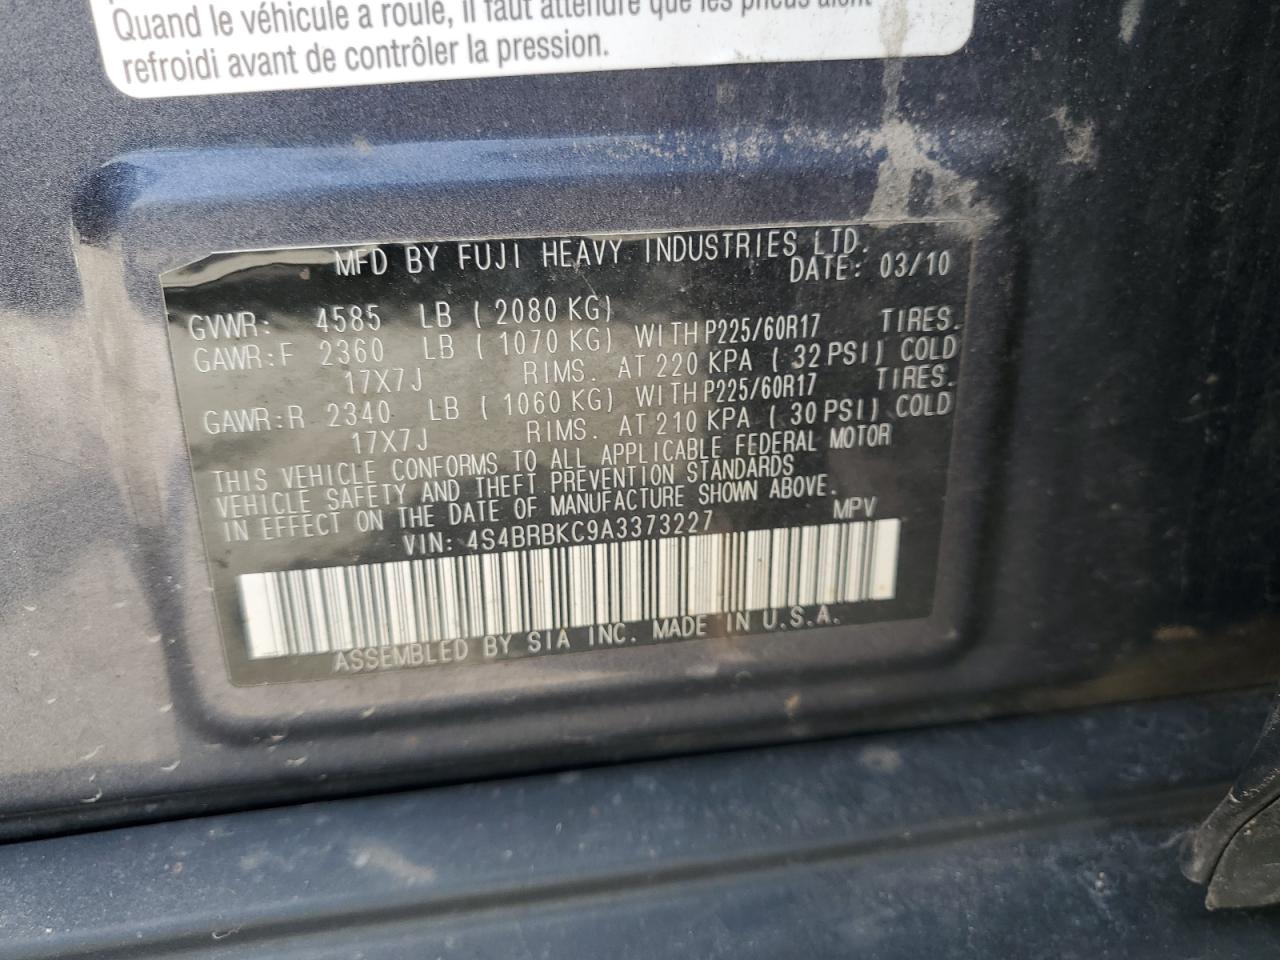 Quand le véhicule a roulé, il faut attendre que les pneus aient
refroidi avant de contrôler la pression.
MFD BY FUJI HEAVY INDUSTRIES LTD.
DATE: 03/10
GVWR: 4585 LB ( 2080 KG)
GAWR:F 2360 LB ( 1070 KG) WITH P225/60R17 TIRES.
17X7J RIMS. AT 220 KPA ( 32 PSI) COLD
GAWR:R 2340 LB ( 1060 KG) WITH P225/60R17 TIRES.
17X7J RIMS. AT 210 KPA ( 30 PSI) COLD
THIS VEHICLE CONFORMS TO ALL APPLICABLE FEDERAL MOTOR
VEHICLE SAFETY AND THEFT PREVENTION STANDARDS
IN EFFECT ON THE DATE OF MANUFACTURE SHOWN ABOVE.
VIN: 4S4BRBKC9A3373227 MPV
ASSEMBLED BY SIA INC. MADE IN U.S.A.